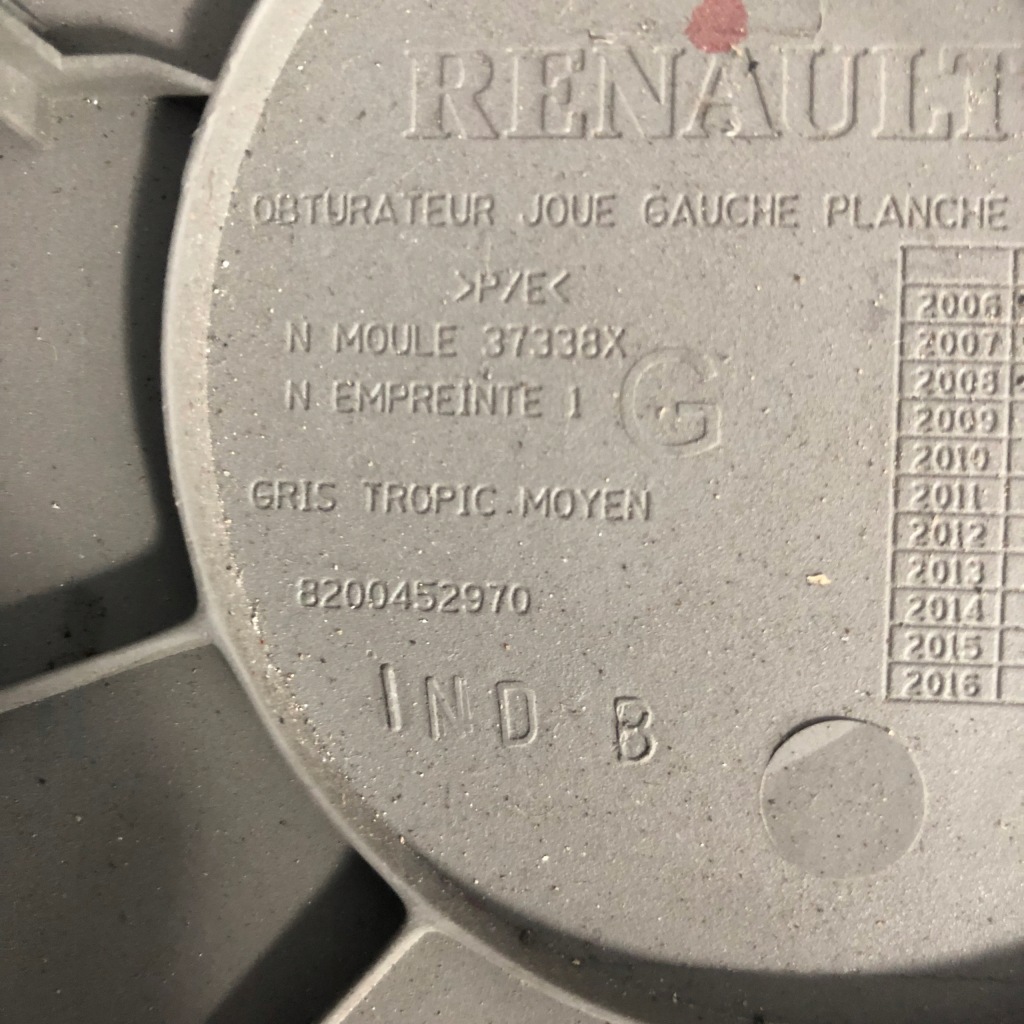 RENAULT
OBTURATEUR JOUE GAUCHE PLANCHE
>P/E<
N MOULE 37338X
N EMPREINTE 1
G
GRIS TROPIC MOYEN
8200452970
IND B
2006
2007
2008
2009
2010
2011
2012
2013
2014
2015
2016